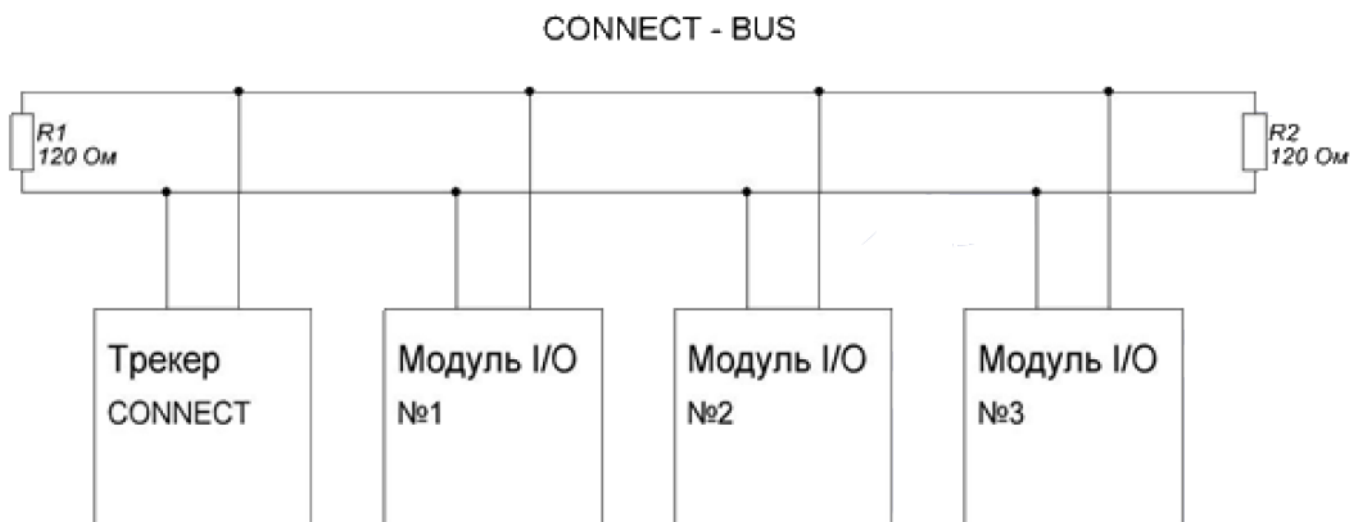 CONNECT - BUS
R1
120 Ом
R2
120 Ом
Трекер
CONNECT
Модуль I/O
№1
Модуль I/O
№2
Модуль I/O
№3